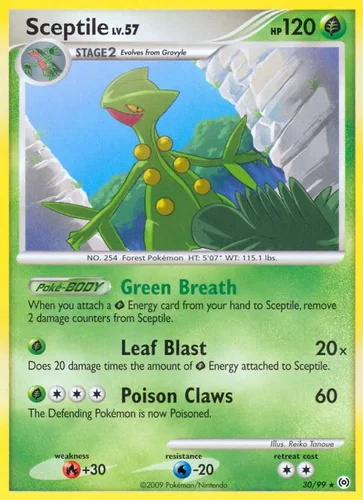 Sceptile LV.57 HP 120
STAGE2 Evolves from Grovyle
NO. 254 Forest Pokémon HT: 5'07" WT: 115.1 lbs.
Poké-BODY Green Breath
When you attach a Energy card from your hand to Sceptile, remove
2 damage counters from Sceptile.
Leaf Blast 20×
Does 20 damage times the amount of Energy attached to Sceptile.
Poison Claws 60
The Defending Pokémon is now Poisoned.
Illus. Reiko Tanoue
weakness resistance retreat cost
+30 -20
©2009 Pokémon/Nintendo 30/99 ★